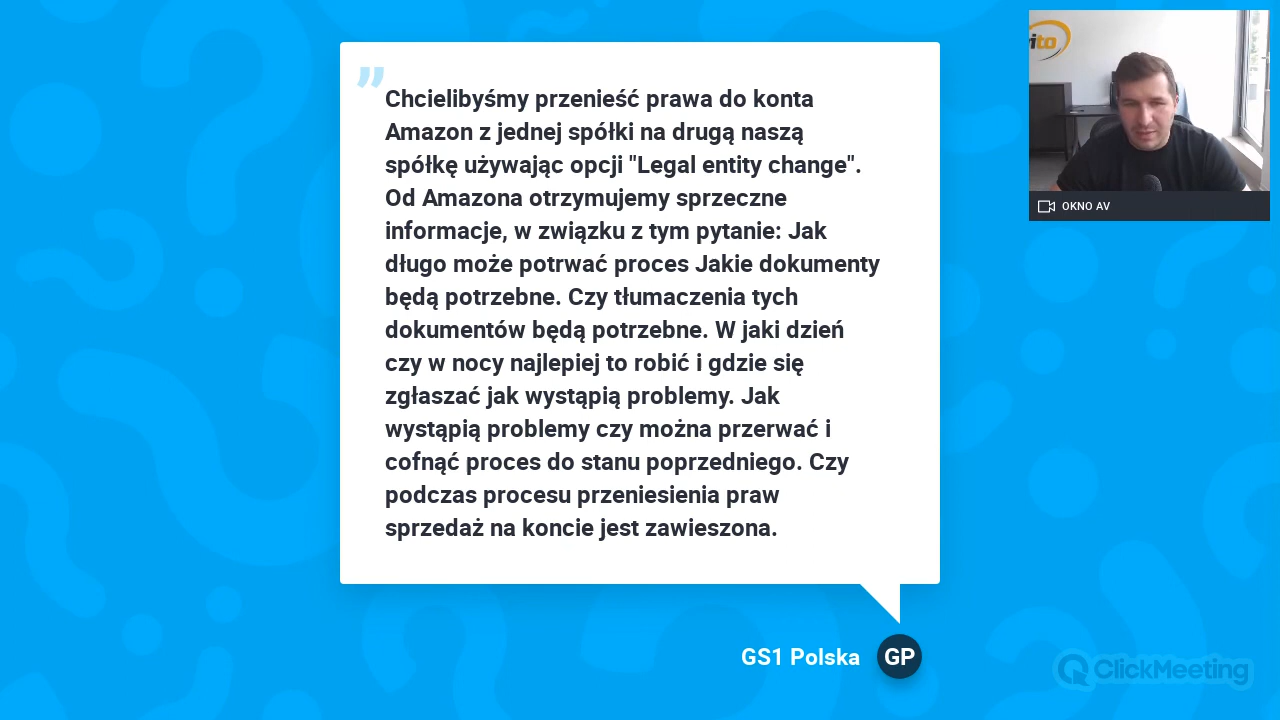 Chcielibyśmy przenieść prawa do konta
Amazon z jednej spółki na drugą naszą
spółkę używając opcji "Legal entity change".
Od Amazona otrzymujemy sprzeczne
informacje, w związku z tym pytanie: Jak
długo może potrwać proces Jakie dokumenty
będą potrzebne. Czy tłumaczenia tych
dokumentów będą potrzebne. W jaki dzień
czy w nocy najlepiej to robić i gdzie się
zgłaszać jak wystąpią problemy. Jak
wystąpią problemy czy można przerwać i
cofnąć proces do stanu poprzedniego. Czy
podczas procesu przeniesienia praw
sprzedaż na koncie jest zawieszona.
GS1 Polska GP
OKNO AV
ClickMeeting